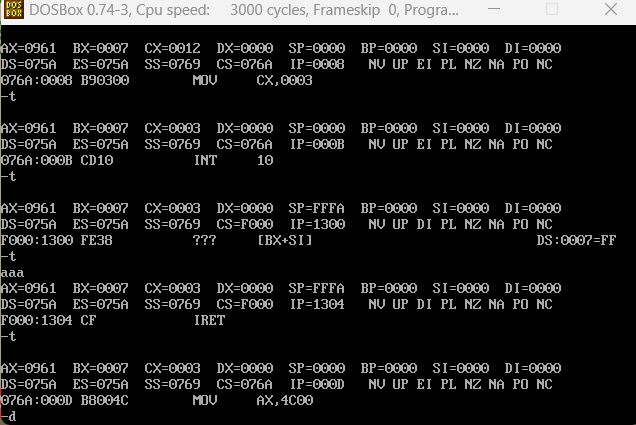 DOSBox 0.74-3, Cpu speed:    3000 cycles, Frameskip  0, Progra...
AX=0961  BX=0007  CX=0012  DX=0000  SP=0000  BP=0000  SI=0000  DI=0000
DS=075A  ES=075A  SS=0769  CS=076A  IP=0008   NV UP EI PL NZ NA PO NC
076A:0008 B90300        MOV     CX,0003
-t
AX=0961  BX=0007  CX=0003  DX=0000  SP=0000  BP=0000  SI=0000  DI=0000
DS=075A  ES=075A  SS=0769  CS=076A  IP=000B   NV UP EI PL NZ NA PO NC
076A:000B CD10          INT     10
-t
AX=0961  BX=0007  CX=0003  DX=0000  SP=FFFA  BP=0000  SI=0000  DI=0000
DS=075A  ES=075A  SS=0769  CS=F000  IP=1300   NV UP DI PL NZ NA PO NC
F000:1300 FE38          ???     [BX+SI]                            DS:0007=FF
-t
aaa
AX=0961  BX=0007  CX=0003  DX=0000  SP=FFFA  BP=0000  SI=0000  DI=0000
DS=075A  ES=075A  SS=0769  CS=F000  IP=1304   NV UP DI PL NZ NA PO NC
F000:1304 CF            IRET
-t
AX=0961  BX=0007  CX=0003  DX=0000  SP=0000  BP=0000  SI=0000  DI=0000
DS=075A  ES=075A  SS=0769  CS=076A  IP=000D   NV UP EI PL NZ NA PO NC
076A:000D B8004C        MOV     AX,4C00
-d